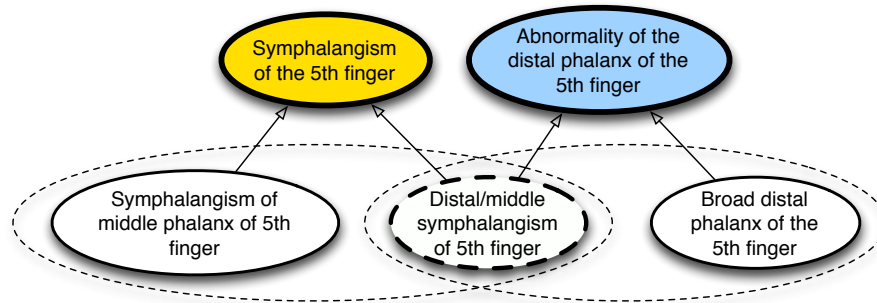 Symphalangism
of the 5th finger
Abnormality of the
distal phalanx of the
5th finger
Symphalangism of
middle phalanx of 5th
finger
Distal/middle
symphalangism
of 5th finger
Broad distal
phalanx of the
5th finger